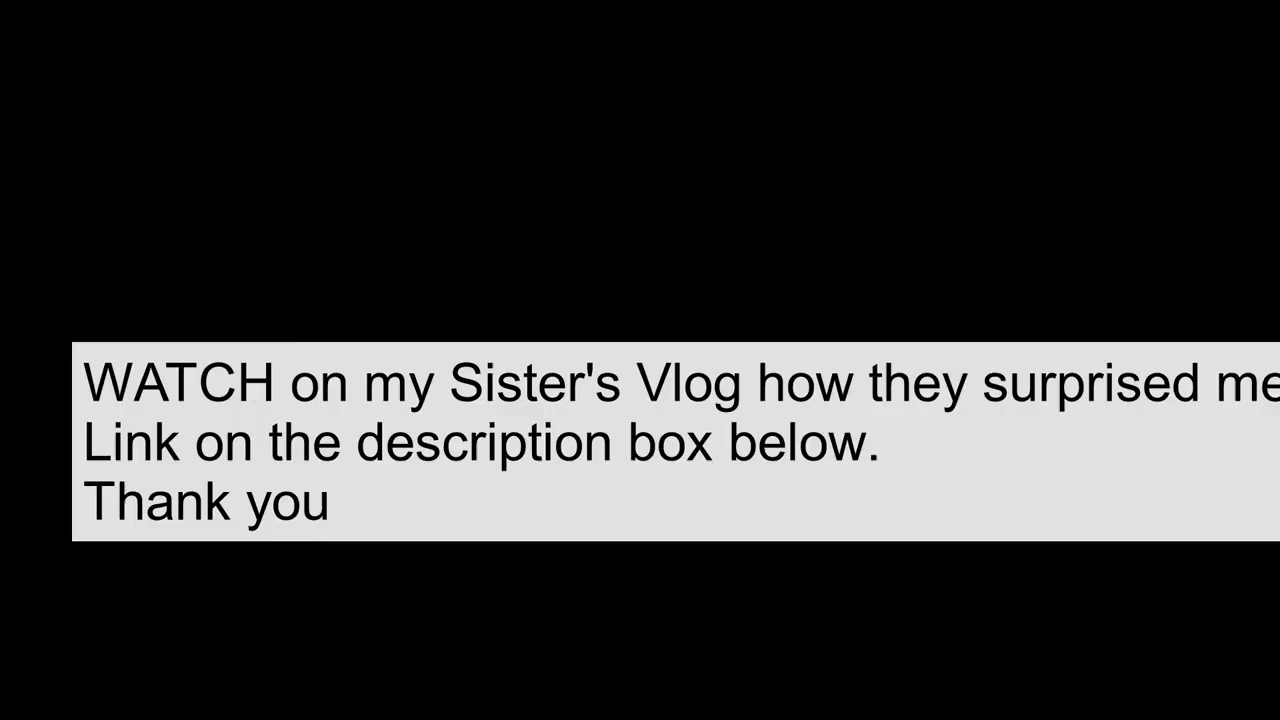 WATCH on my Sister's Vlog how they surprised me
Link on the description box below.
Thank you